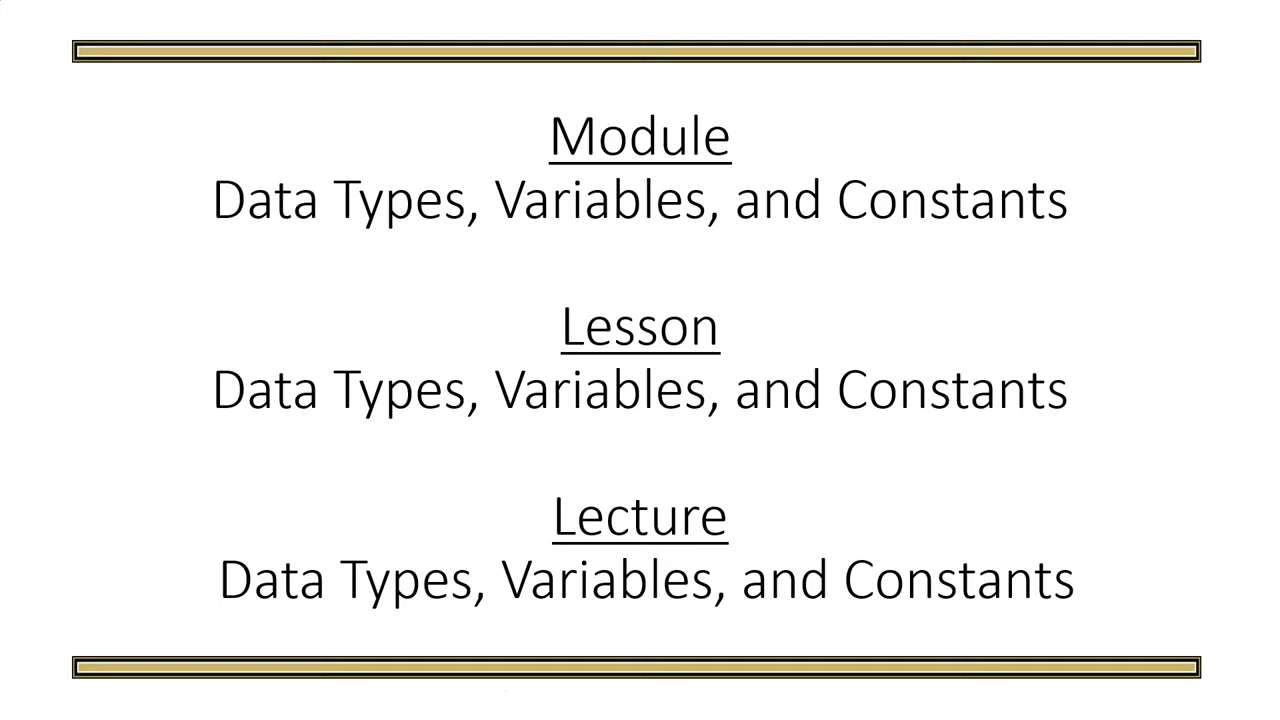 Module
Data Types, Variables, and Constants
Lesson
Data Types, Variables, and Constants
Lecture
Data Types, Variables, and Constants